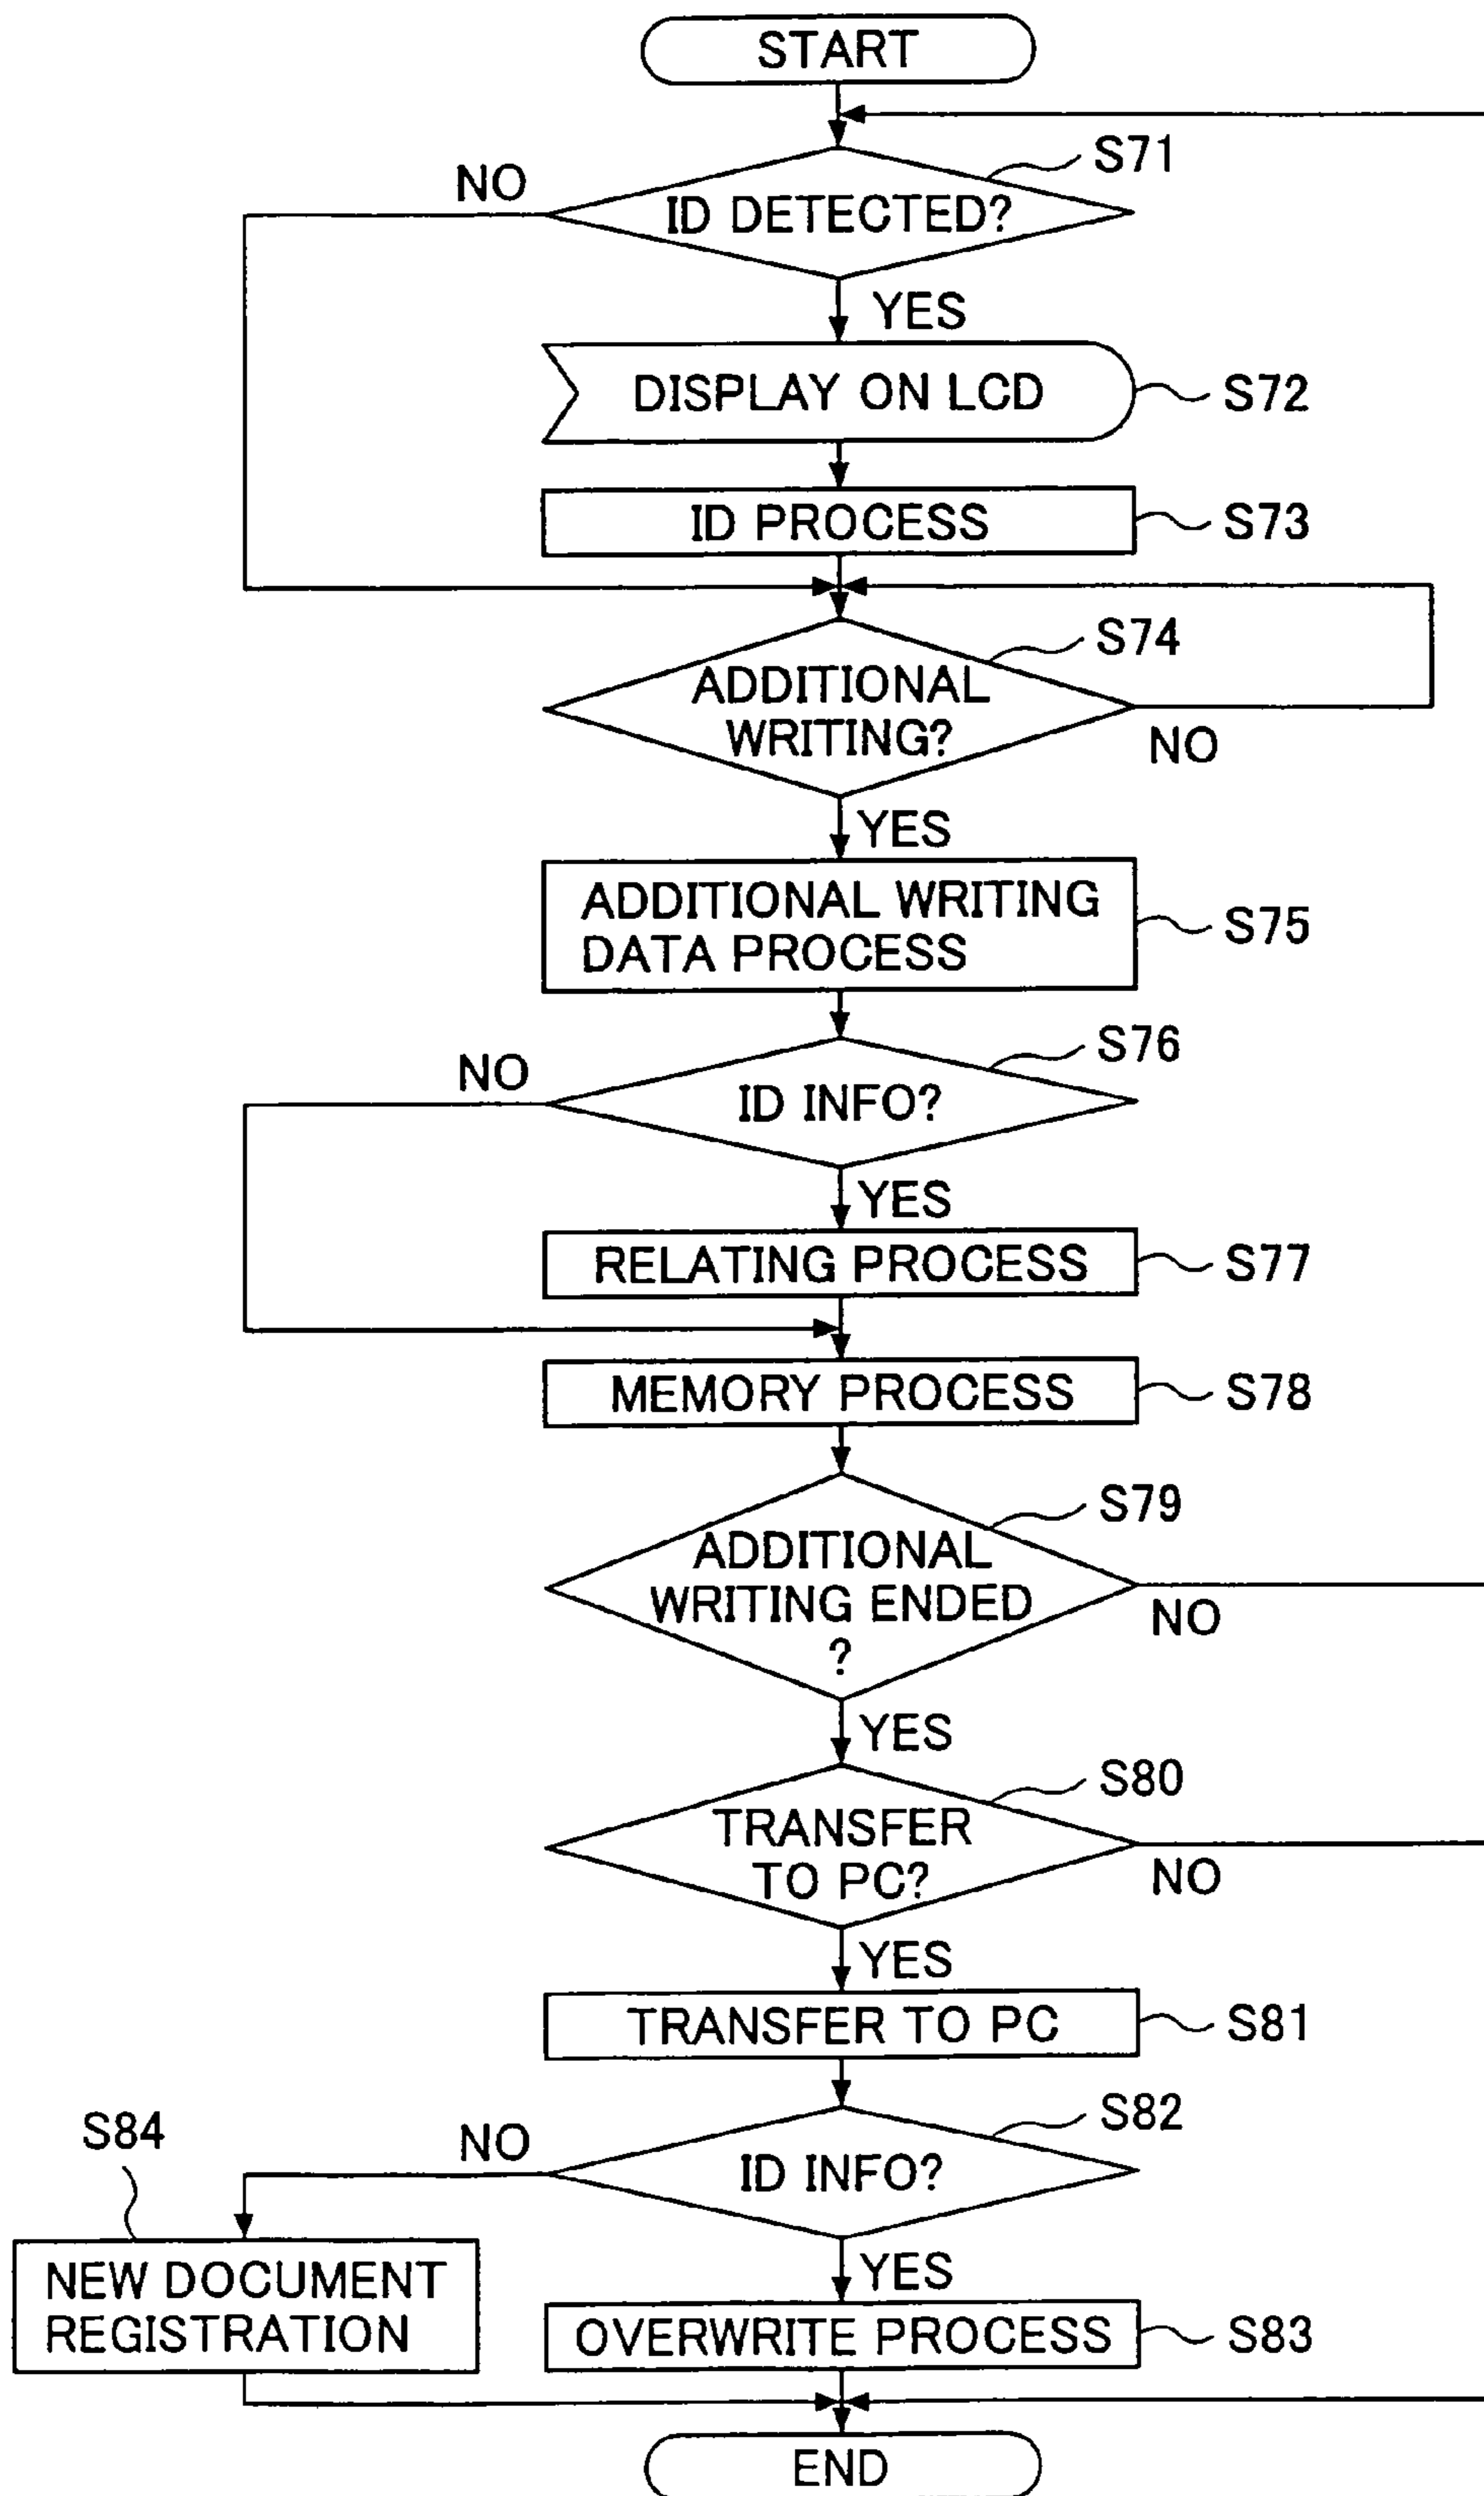 START
S71
NO
ID DETECTED?
YES
DISPLAY ON LCD
S72
ID PROCESS
S73
S74
ADDITIONAL
WRITING?
NO
YES
ADDITIONAL WRITING
DATA PROCESS
S75
S76
NO
ID INFO?
YES
RELATING PROCESS
S77
MEMORY PROCESS
S78
S79
ADDITIONAL
WRITING ENDED
?
NO
YES
S80
TRANSFER
TO PC?
NO
YES
TRANSFER TO PC
S81
S82
S84
NO
ID INFO?
YES
NEW DOCUMENT
REGISTRATION
OVERWRITE PROCESS
S83
END